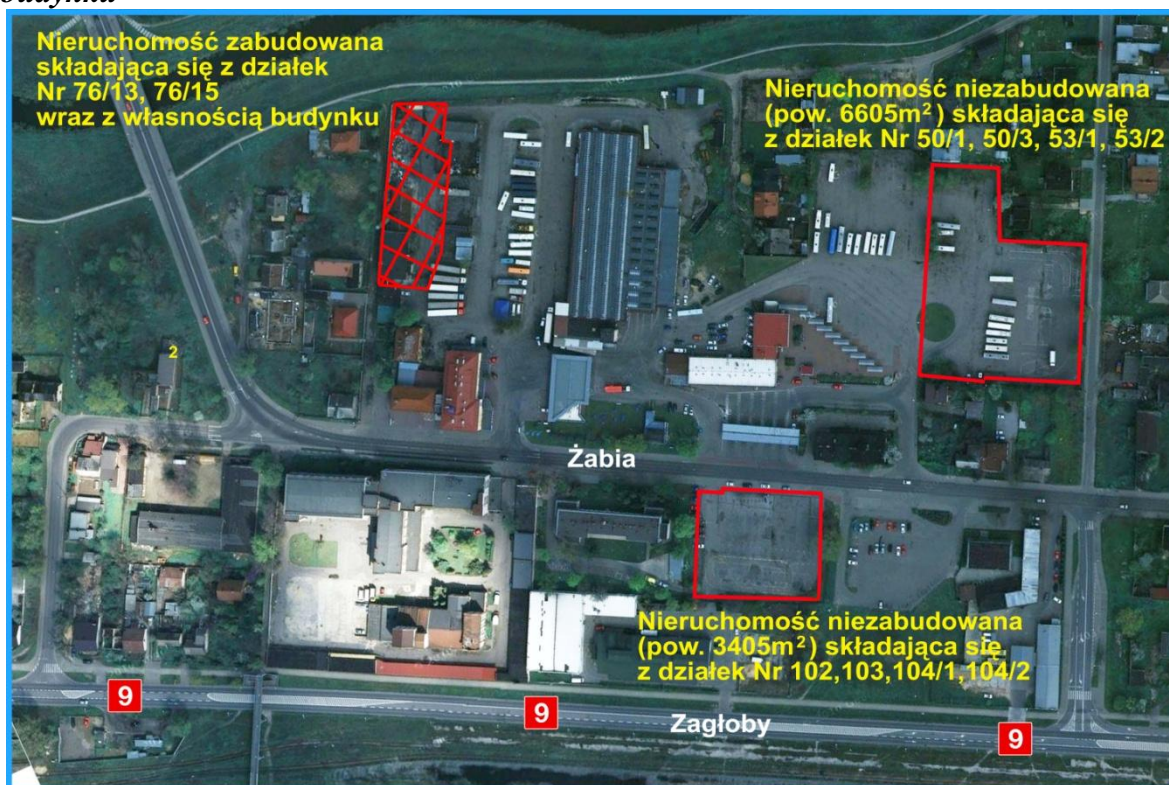 budynku
Nieruchomość zabudowana
składająca się z działek
Nr 76/13, 76/15
wraz z własnością budynku
Nieruchomość niezabudowana
(pow. 6605m²) składająca się
z działek Nr 50/1, 50/3, 53/1, 53/2
2
Żabia
Nieruchomość niezabudowana
(pow. 3405m²) składająca się
z działek Nr 102,103,104/1,104/2
9
9
Zagłoby
9